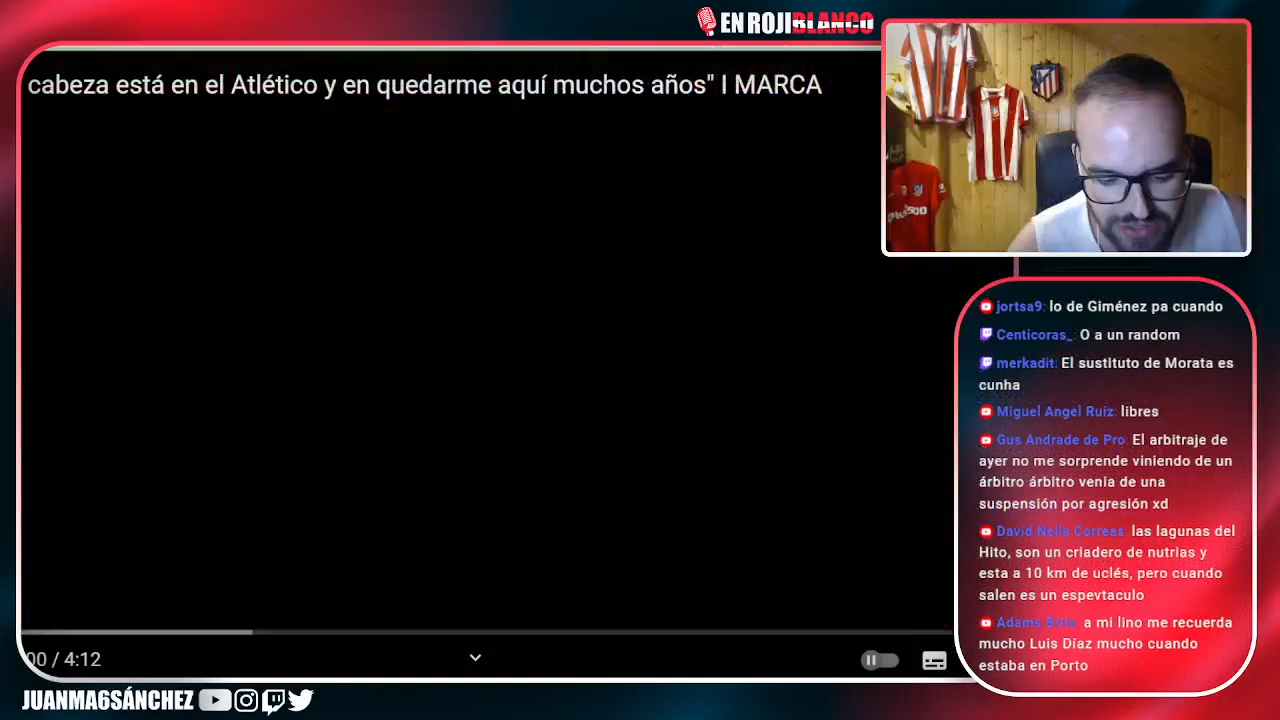 EN ROJIBLANCO
cabeza está en el Atlético y en quedarme aquí muchos años" I MARCA
jortsa9: lo de Giménez pa cuando
Centicoras_: O a un random
merkadit: El sustituto de Morata es
cunha
Miguel Angel Ruiz: libres
Gus Andrade de Pro: El arbitraje de
ayer no me sorprende viniendo de un
árbitro árbitro venia de una
suspensión por agresión xd
David Neila Correas: las lagunas del
Hito, son un criadero de nutrias y
esta a 10 km de uclés, pero cuando
salen es un espevtaculo
Adams Brito: a mi lino me recuerda
mucho Luis Díaz mucho cuando
estaba en Porto
00 / 4:12
JUANMA6SÁNCHEZ